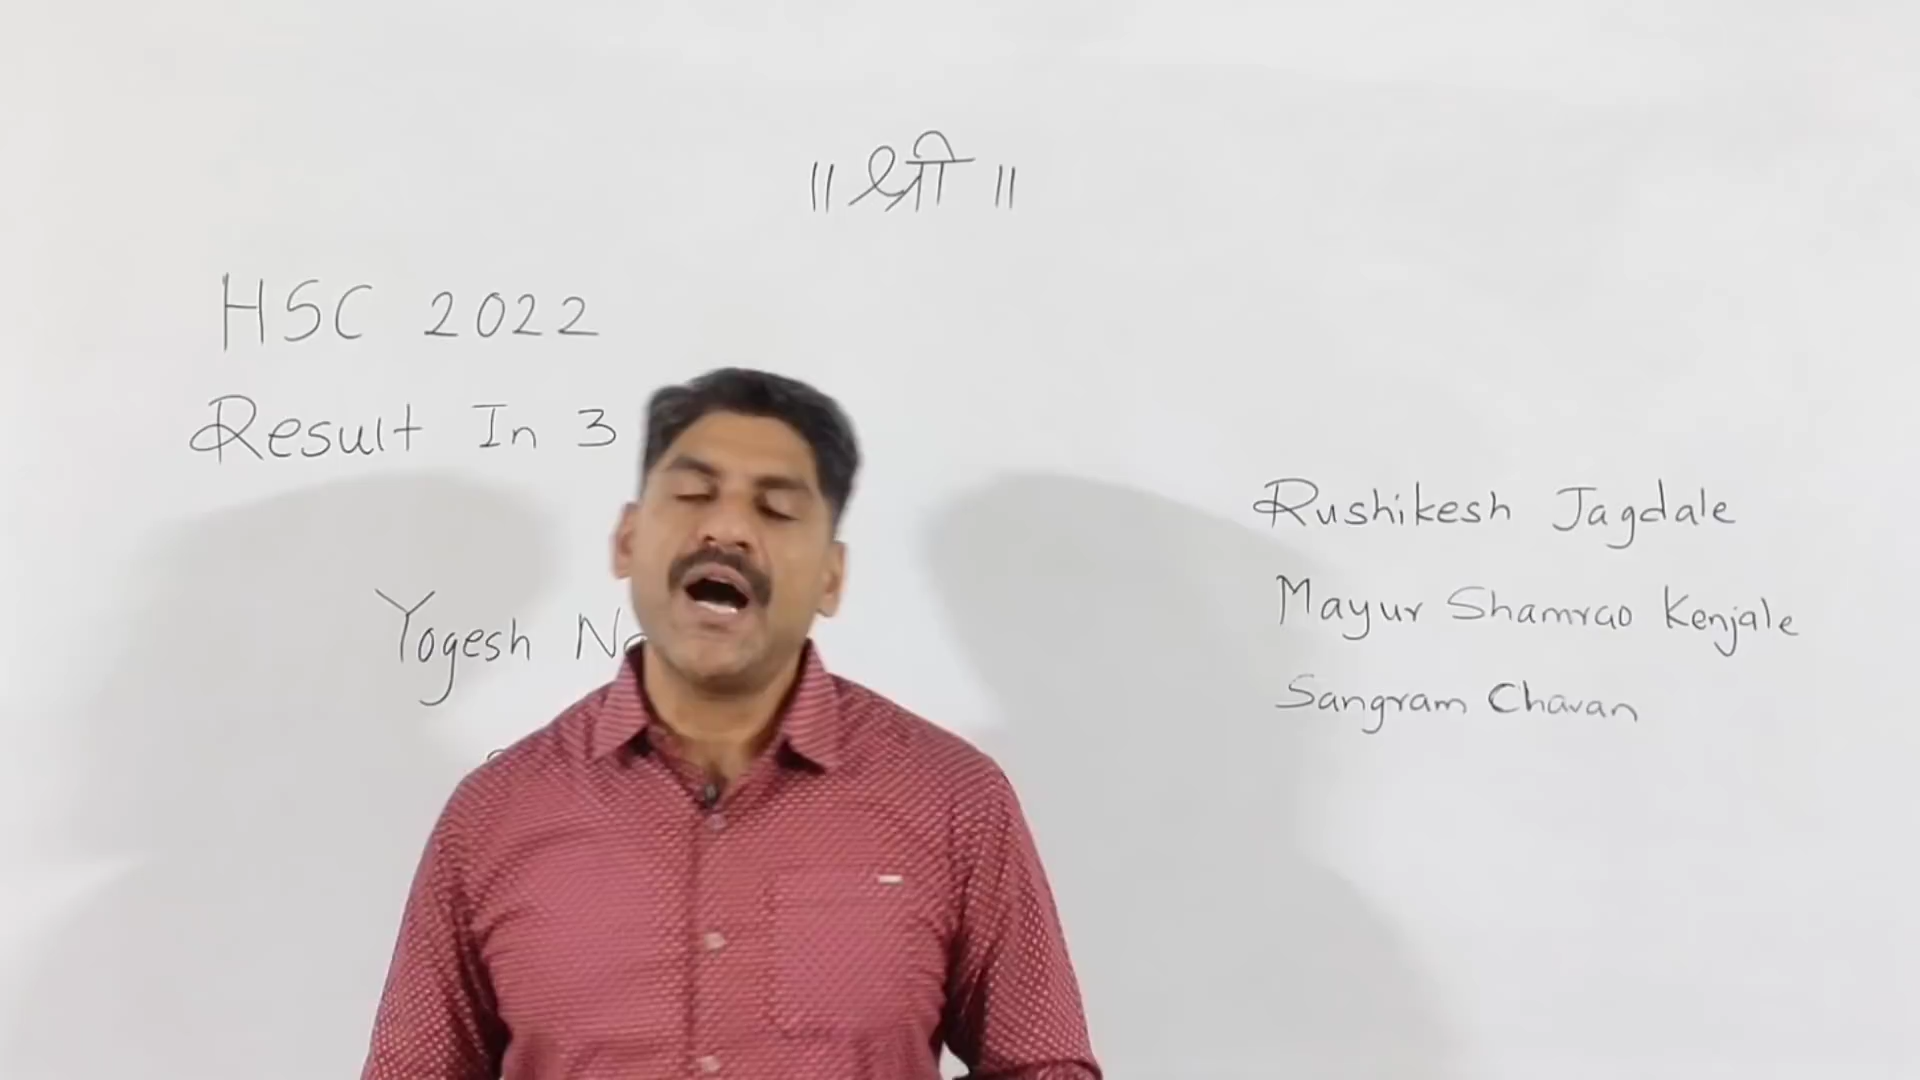 ॥ श्री ॥
HSC 2022
Result In 3
Yogesh
Rushikesh Jagdale
Mayur Shamrao Kenjale
Sangram Chavan